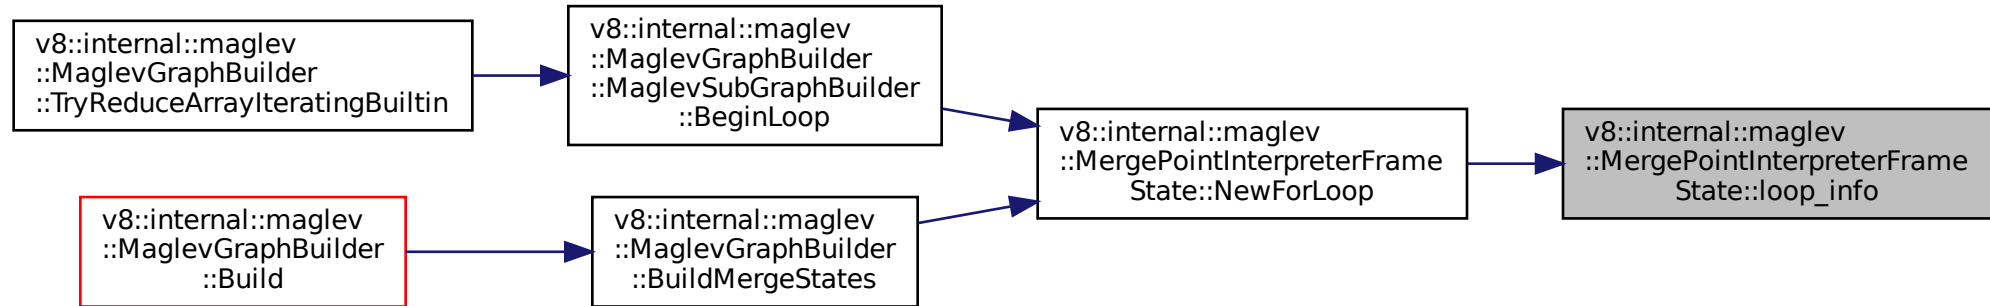 v8::internal::maglev
::MaglevGraphBuilder
::TryReduceArrayIteratingBuiltin
v8::internal::maglev
::MaglevGraphBuilder
::MaglevSubGraphBuilder
::BeginLoop
v8::internal::maglev
::MergePointInterpreterFrame
State::NewForLoop
v8::internal::maglev
::MergePointInterpreterFrame
State::loop_info
v8::internal::maglev
::MaglevGraphBuilder
::Build
v8::internal::maglev
::MaglevGraphBuilder
::BuildMergeStates